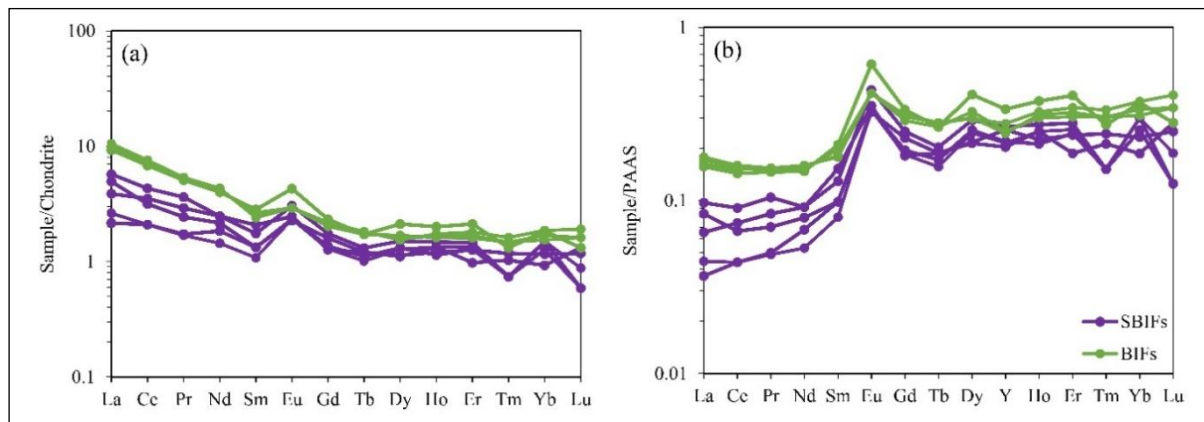 (a)
Sample/Chondrite
100
10
1
0.1
La Ce Pr Nd Sm Eu Gd Tb Dy Ho Er Tm Yb Lu
(b)
Sample/PAAS
1
0.1
0.01
La Ce Pr Nd Sm Eu Gd Tb Dy Y Ho Er Tm Yb Lu
SBIFs
BIFs